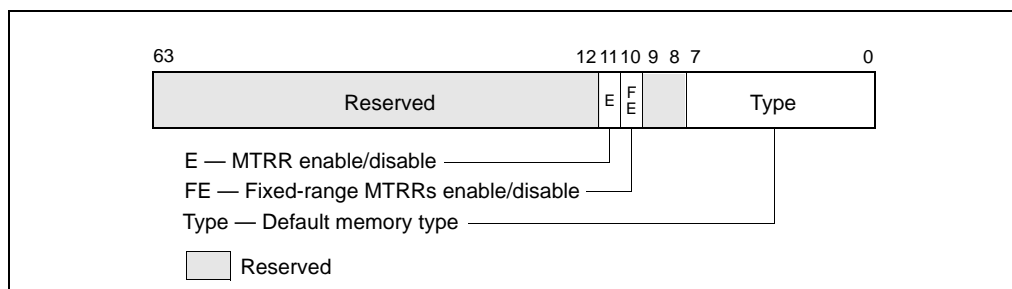 63 12 11 10 9 8 7 0
Reserved E FE Type
E — MTRR enable/disable
FE — Fixed-range MTRRs enable/disable
Type — Default memory type
Reserved